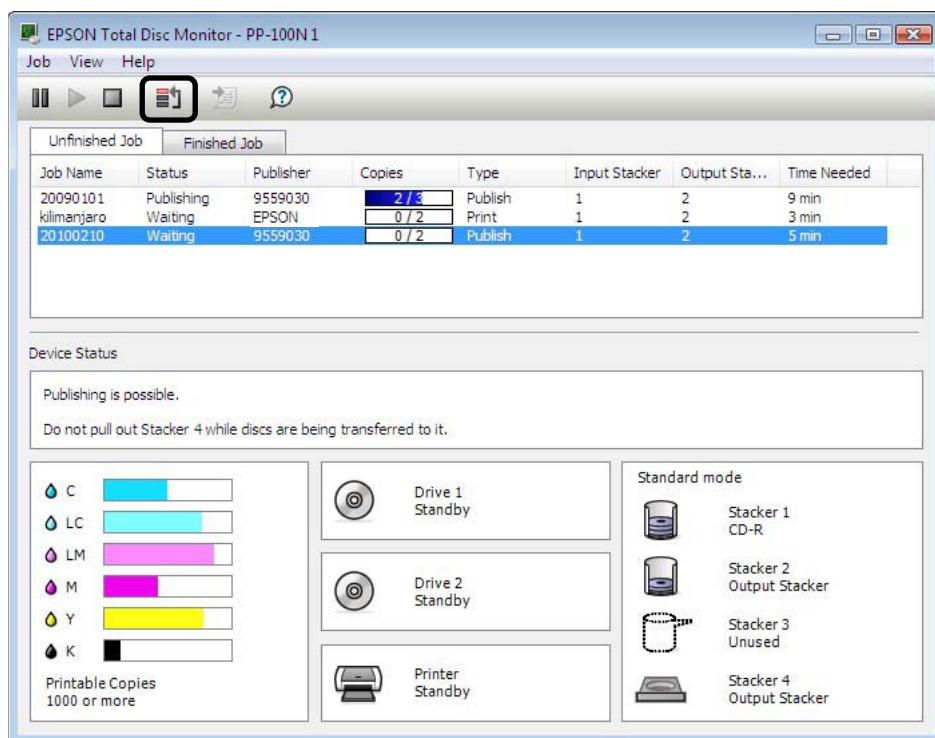 EPSON Total Disc Monitor - PP-100N 1
Job View Help
Unfinished Job Finished Job
Job Name Status Publisher Copies Type Input Stacker Output Sta... Time Needed
20090101 Publishing 9559030 2 / 3 Publish 1 2 9 min
kilimanjaro Waiting EPSON 0 / 2 Print 1 2 3 min
20100210 Waiting 9559030 0 / 2 Publish 1 2 5 min
Device Status
Publishing is possible.
Do not pull out Stacker 4 while discs are being transferred to it.
C
LC
LM
M
Y
K
Printable Copies
1000 or more
Drive 1
Standby
Drive 2
Standby
Printer
Standby
Standard mode
Stacker 1
CD-R
Stacker 2
Output Stacker
Stacker 3
Unused
Stacker 4
Output Stacker